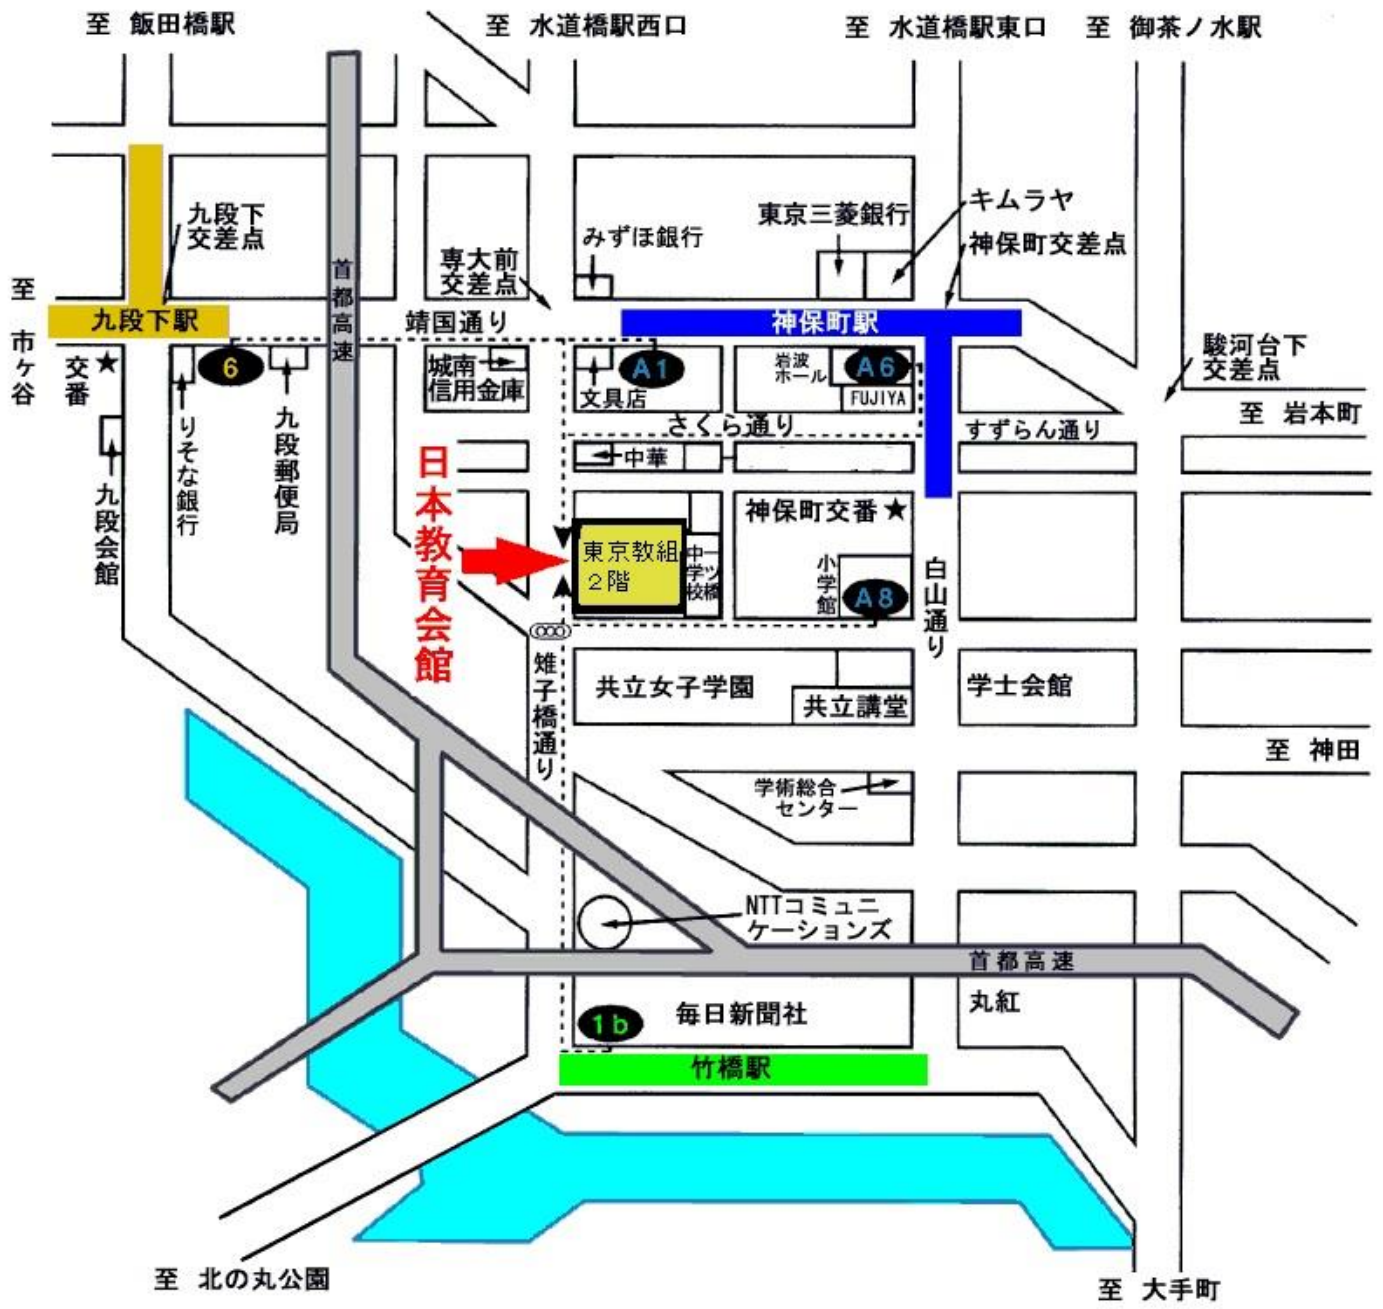 至 飯田橋駅
至 水道橋駅西口
至 水道橋駅東口
至 御茶ノ水駅
九段下
交差点
首都高速
専大前
交差点
みずほ銀行
東京三菱銀行
キムラヤ
神保町交差点
至 市ヶ谷
九段下駅
靖国通り
神保町駅
駿河台下
交差点
交番★
6
城南
信用金庫
文具店
A1
岩波
ホール
A6
FUJIYA
至 岩本町
りそな銀行
九段郵便局
さくら通り
すずらん通り
九段会館
日本教育会館
中華
神保町交番★
東京教組
2階
一ツ橋
中学校
小学館
A8
白山通り
雉子橋通り
共立女子学園
共立講堂
学士会館
至 神田
学術総合
センター
NTTコミュニ
ケーションズ
首都高速
丸紅
1b
毎日新聞社
竹橋駅
至 北の丸公園
至 大手町